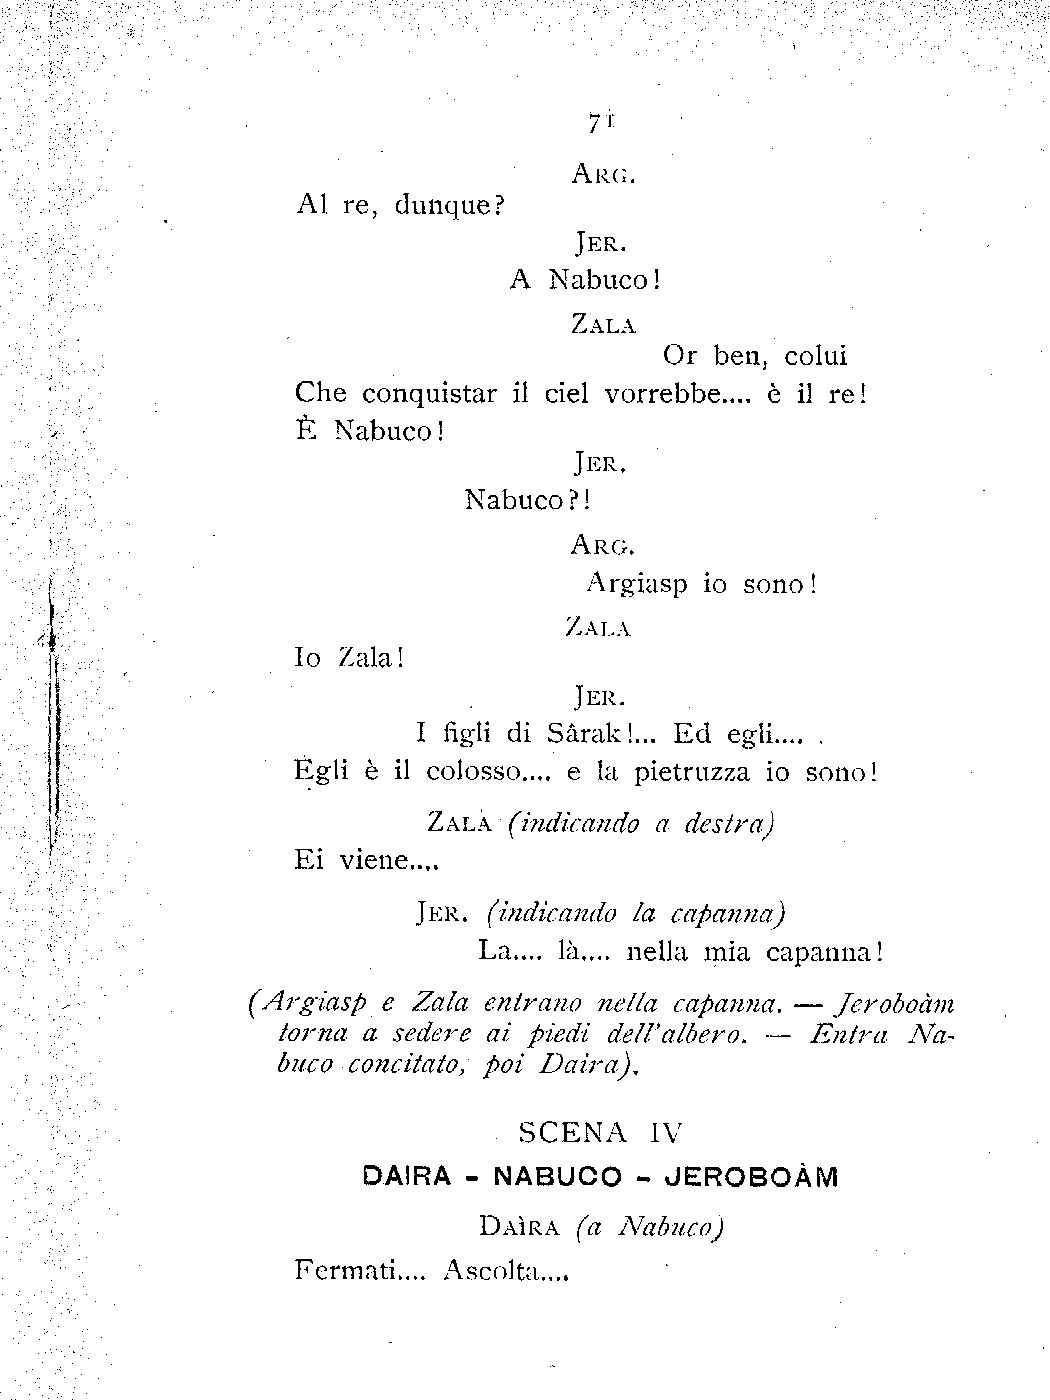 71
ARG.
Al re, dunque?
JER.
A Nabuco!
ZALA
Or ben, colui
Che conquistar il ciel vorrebbe.... è il re!
È Nabuco!
JER.
Nabuco?!
ARG.
Argiasp io sono!
ZALA
Io Zala!
JER.
I figli di Sârak!... Ed egli....
Egli è il colosso.... e la pietruzza io sono!
ZALA (indicando a destra)
Ei viene....
JER. (indicando la capanna)
La.... là.... nella mia capanna!
(Argiasp e Zala entrano nella capanna. — Jeroboàm
torna a sedere ai piedi dell'albero. — Entra Na-
buco concitato, poi Daira).
SCENA IV
DAIRA - NABUCO - JEROBOÀM
DAÌRA (a Nabuco)
Fermati.... Ascolta....